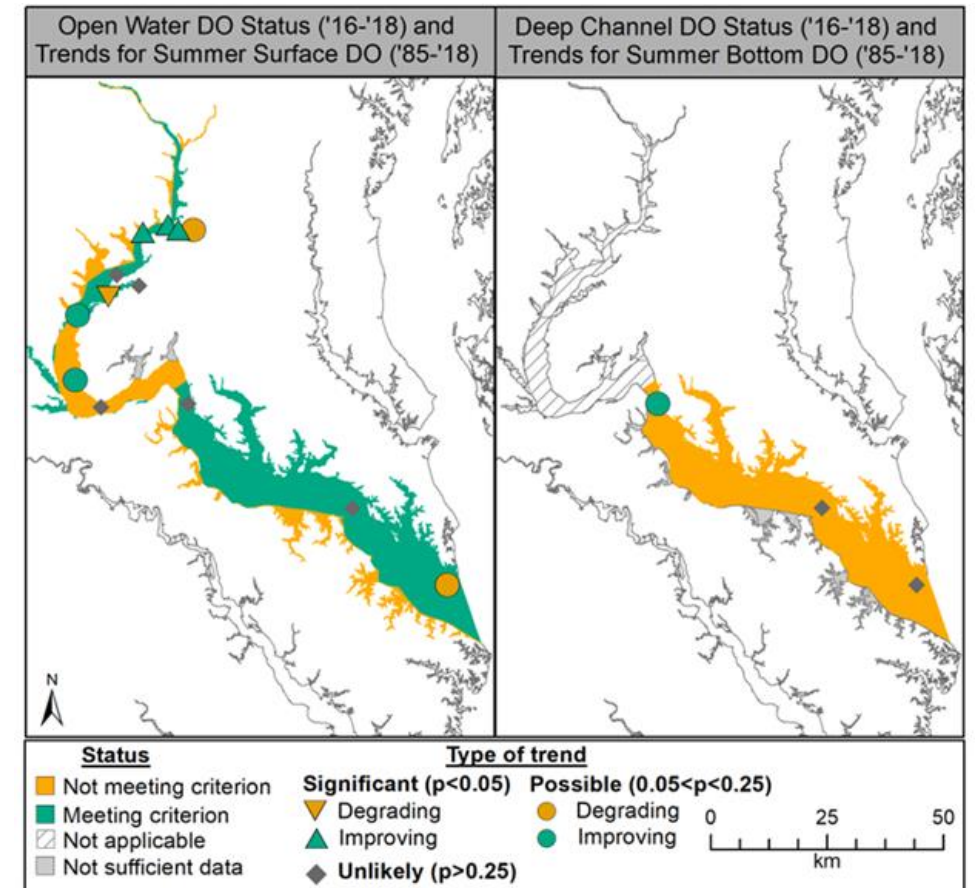 Open Water DO Status ('16-'18) and
Trends for Summer Surface DO ('85-'18)
Deep Channel DO Status ('16-'18) and
Trends for Summer Bottom DO ('85-'18)
N
Status
Not meeting criterion
Meeting criterion
Not applicable
Not sufficient data
Type of trend
Significant (p<0.05)
Degrading
Improving
Unlikely (p>0.25)
Possible (0.05<p<0.25)
Degrading
Improving
0 25 50
km